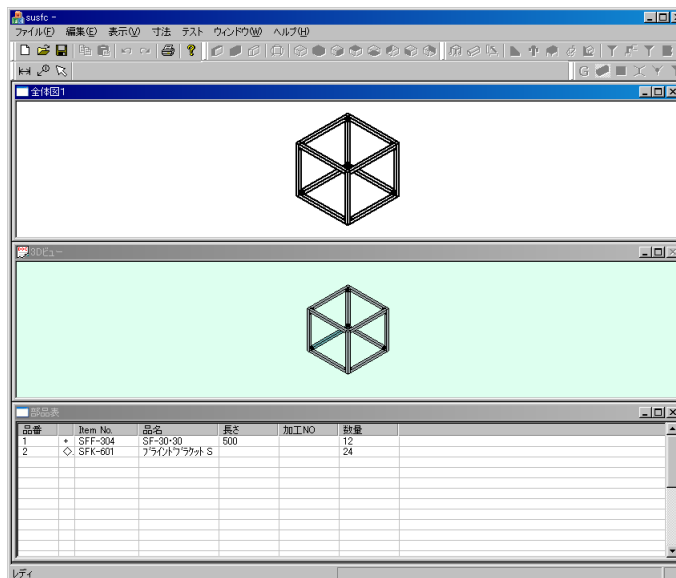 susfc -
ファイル(F) 編集(E) 表示(V) 寸法 テスト ウィンドウ(W) ヘルプ(H)
G
全体図1
3Dビュー
部品表
品番 Item No. 品名 長さ 加工NO 数量
1 + SFF-304 SF-30・30 500 12
2 ◇ SFK-601 ブラインドブラケット S 24
レディ